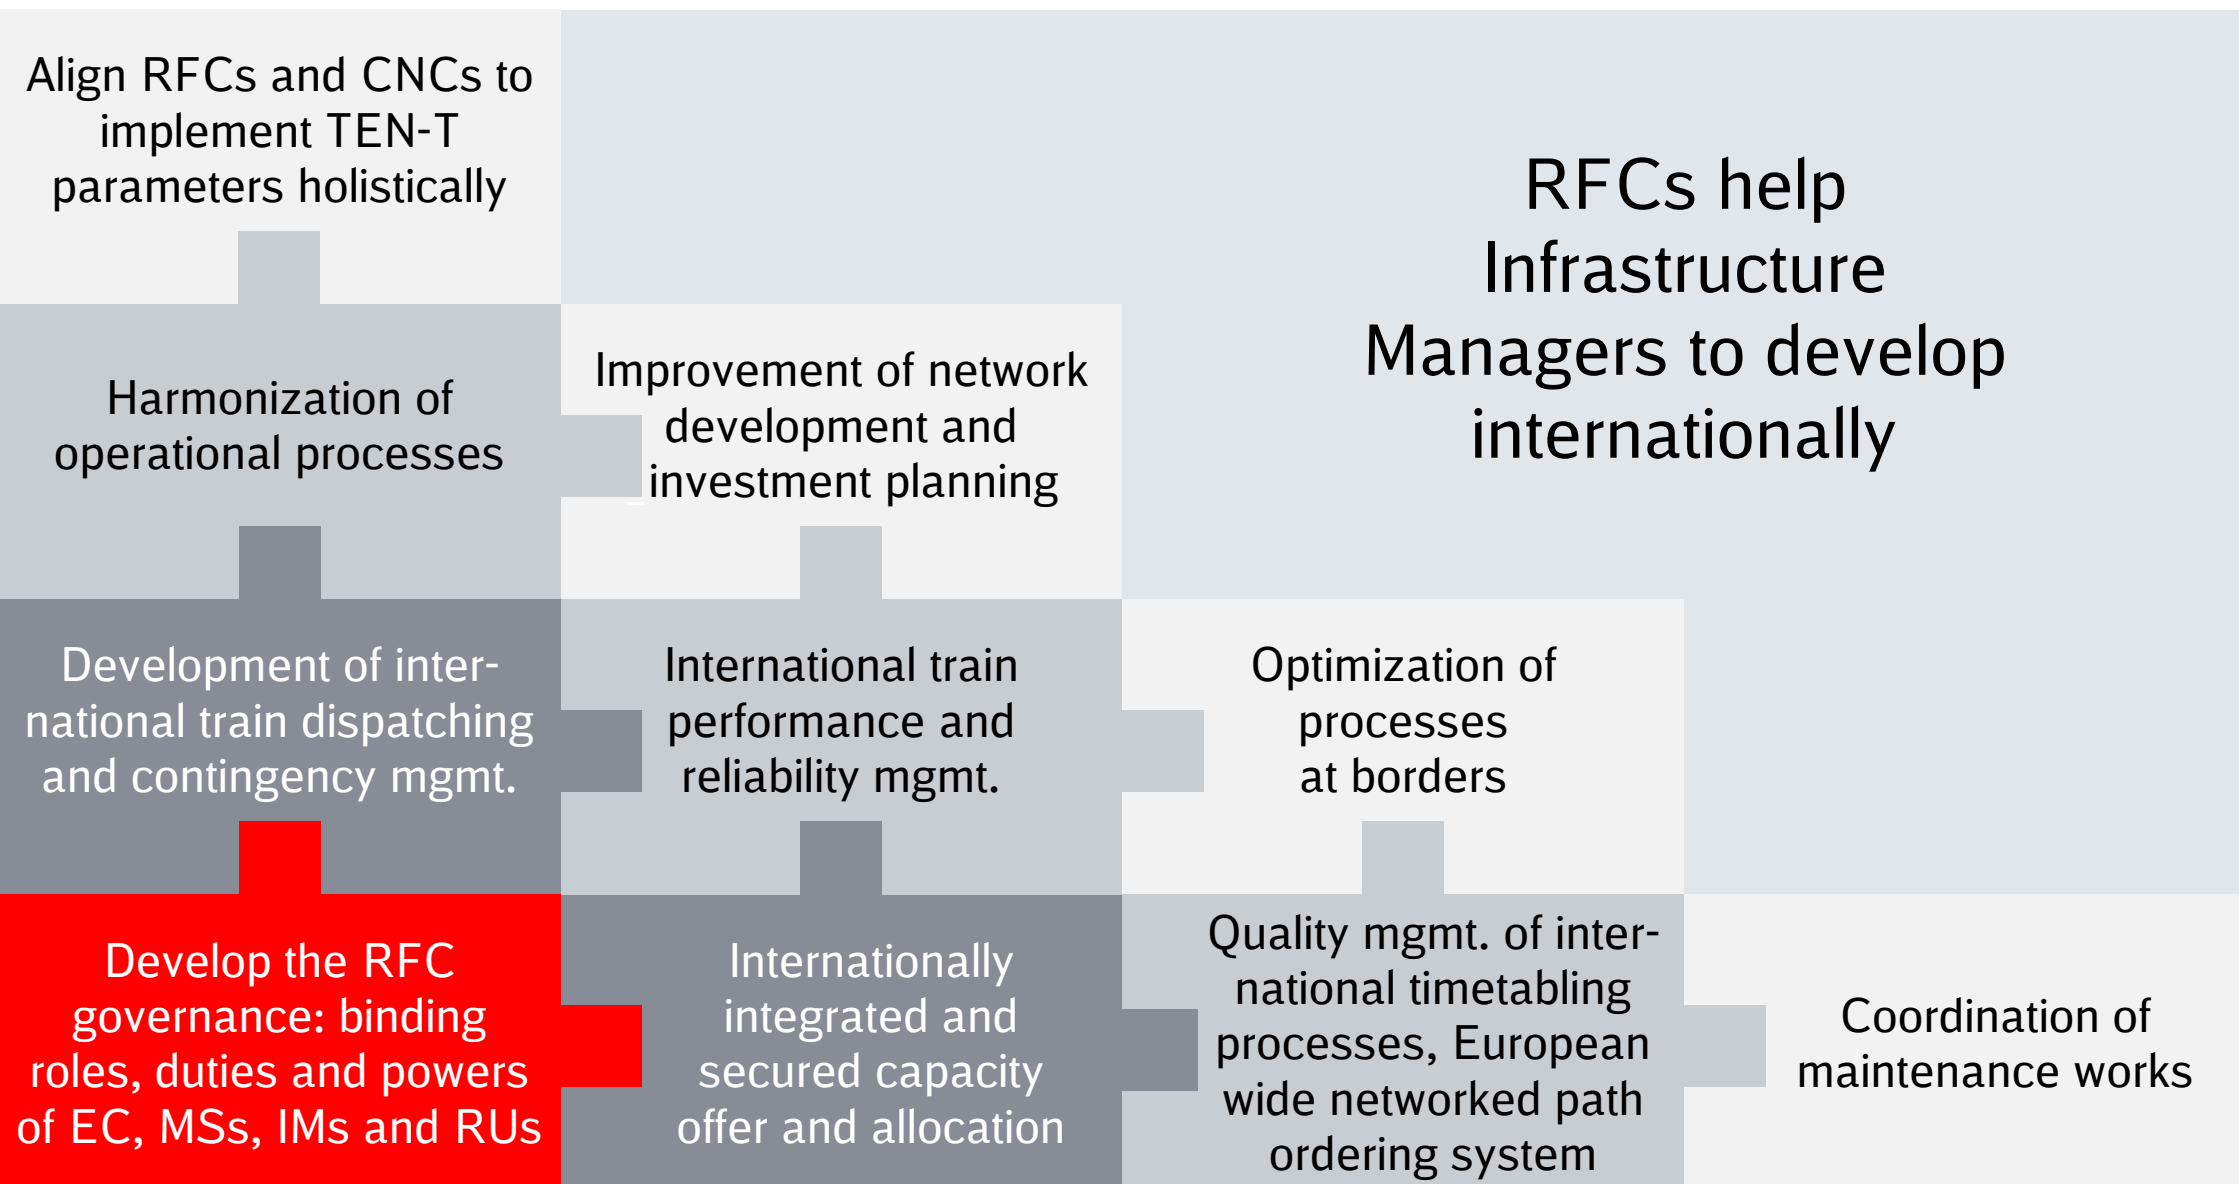 Align RFCs and CNCs to
implement TEN-T
parameters holistically
RFCs help
Infrastructure
Managers to develop
internationally
Harmonization of
operational processes
Improvement of network
development and
investment planning
Development of inter-
national train dispatching
and contingency mgmt.
International train
performance and
reliability mgmt.
Optimization of
processes
at borders
Develop the RFC
governance: binding
roles, duties and powers
of EC, MSs, IMs and RUs
Internationally
integrated and
secured capacity
offer and allocation
Quality mgmt. of inter-
national timetabling
processes, European
wide networked path
ordering system
Coordination of
maintenance works